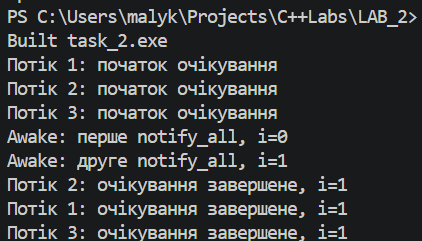 PS C:\Users\malyk\Projects\C++Labs\LAB_2>
Built task_2.exe
Потік 1: початок очікування
Потік 2: початок очікування
Потік 3: початок очікування
Awake: перше notify_all, i=0
Awake: друге notify_all, i=1
Потік 2: очікування завершене, i=1
Потік 1: очікування завершене, i=1
Потік 3: очікування завершене, i=1